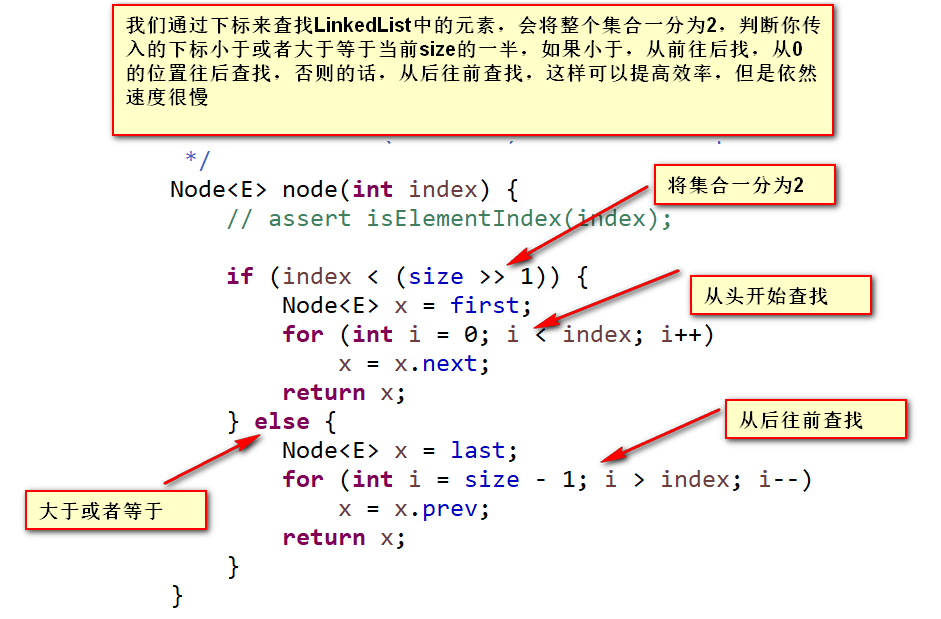 我们通过下标来查找LinkedList中的元素，会将整个集合一分为2，判断你传
入的下标小于或者大于等于当前size的一半，如果小于，从前往后找，从0
的位置往后查找，否则的话，从后往前查找，这样可以提高效率，但是依然
速度很慢
*/
Node<E> node(int index) {
将集合一分为2
// assert isElementIndex(index);
if (index < (size >> 1)) {
Node<E> x = first;
从头开始查找
for (int i = 0; i < index; i++)
x = x.next;
return x;
} else {
从后往前查找
Node<E> x = last;
for (int i = size - 1; i > index; i--)
大于或者等于
x = x.prev;
return x;
}
}